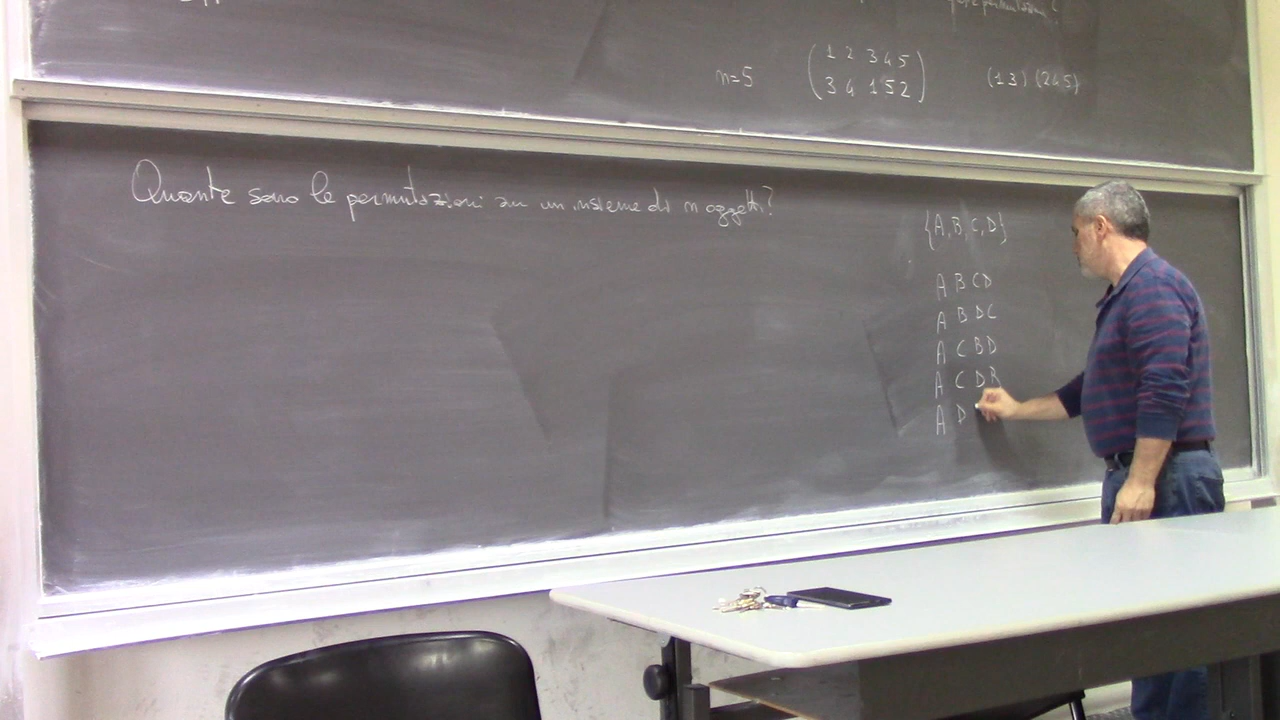 permutazioni?
n=5 ( 1 2 3 4 5 (1 3) (2 4 5)
3 4 1 5 2 )
Quante sono le permutazioni su un insieme di n oggetti?
{A, B, C, D}
A B C D
A B D C
A C B D
A C D B
A D